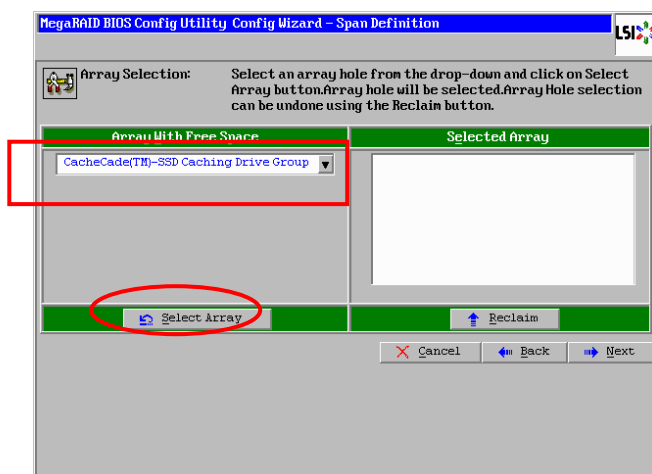 MegaRAID BIOS Config Utility Config Wizard – Span Definition
LSI
Array Selection:
Select an array hole from the drop-down and click on Select
Array button.Array hole will be selected.Array Hole selection
can be undone using the Reclaim button.
Array With Free Space
Selected Array
CacheCade(TM)-SSD Caching Drive Group
Select Array
Reclaim
Cancel
Back
Next